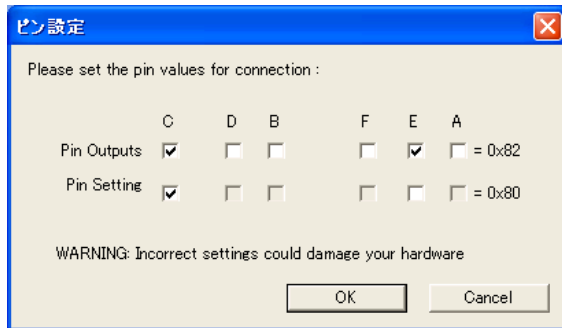 ピン設定
Please set the pin values for connection :
C D B F E A
Pin Outputs = 0x82
Pin Setting = 0x80
WARNING: Incorrect settings could damage your hardware
OK Cancel